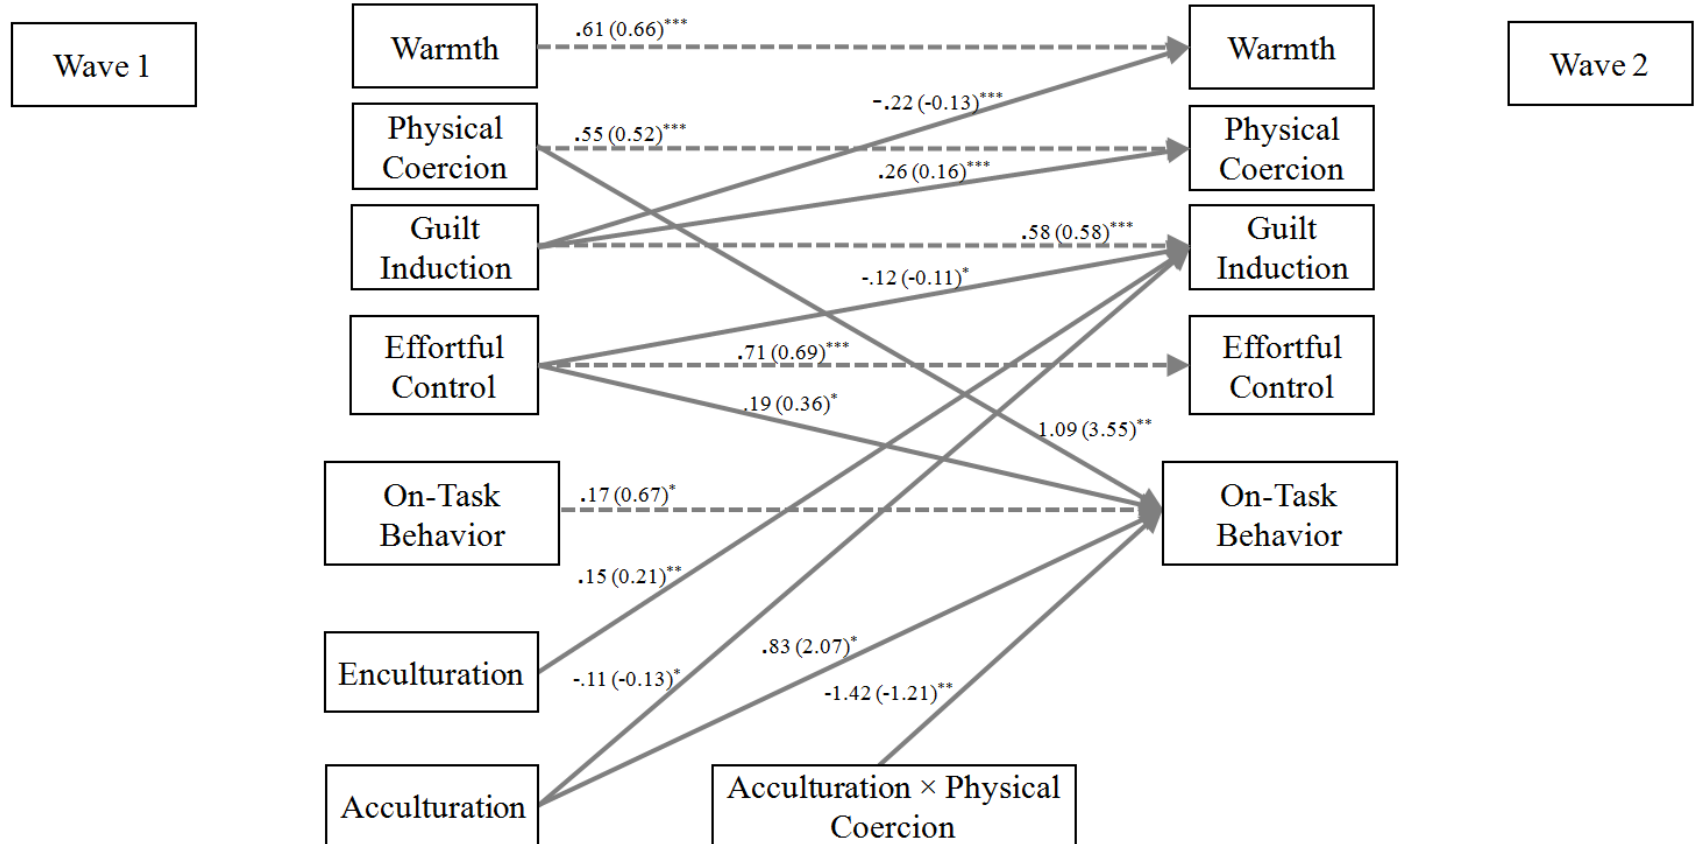 Wave 1
Warmth
.61 (0.66)***
Warmth
Wave 2
-.22 (-0.13)***
Physical
Coercion
.55 (0.52)***
Physical
Coercion
.26 (0.16)***
Guilt
Induction
.58 (0.58)***
Guilt
Induction
-.12 (-0.11)*
Effortful
Control
.71 (0.69)***
Effortful
Control
.19 (0.36)*
1.09 (3.55)**
On-Task
Behavior
.17 (0.67)*
On-Task
Behavior
.15 (0.21)**
Enculturation
-.11 (-0.13)*
.83 (2.07)*
-1.42 (-1.21)**
Acculturation
Acculturation × Physical
Coercion